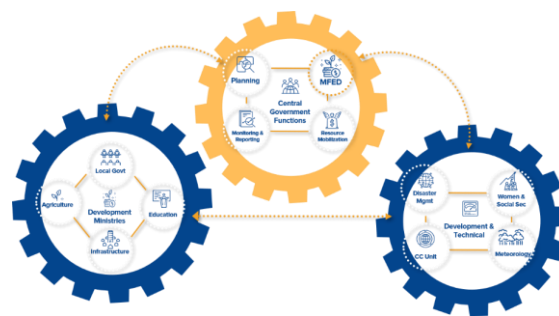 Planning
MFED
Central
Government
Functions
Monitoring &
Reporting
Resource
Mobilization
Local Govt
Agriculture
Development
Ministries
Education
Infrastructure
Disaster
Mgmt
Women &
Social Sec
Development &
Technical
CC Unit
Meteorology